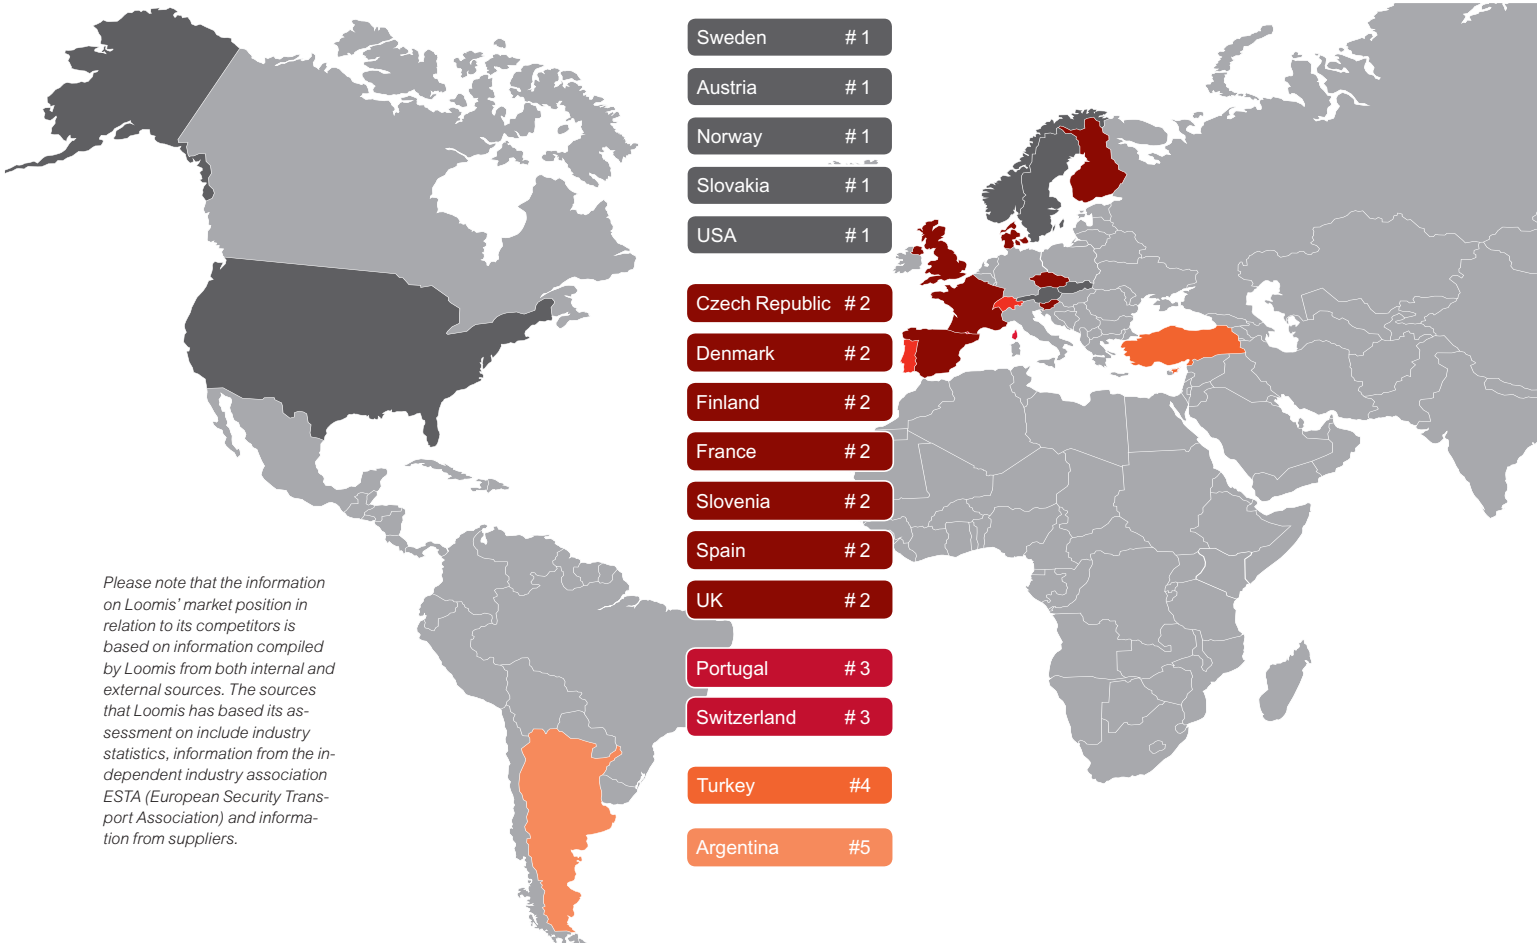 Sweden # 1
Austria # 1
Norway # 1
Slovakia # 1
USA # 1
Czech Republic # 2
Denmark # 2
Finland # 2
France # 2
Slovenia # 2
Spain # 2
UK # 2
Portugal # 3
Switzerland # 3
Turkey #4
Argentina #5
Please note that the information
on Loomis’ market position in
relation to its competitors is
based on information compiled
by Loomis from both internal and
external sources. The sources
that Loomis has based its as-
sessment on include industry
statistics, information from the in-
dependent industry association
ESTA (European Security Trans-
port Association) and informa-
tion from suppliers.